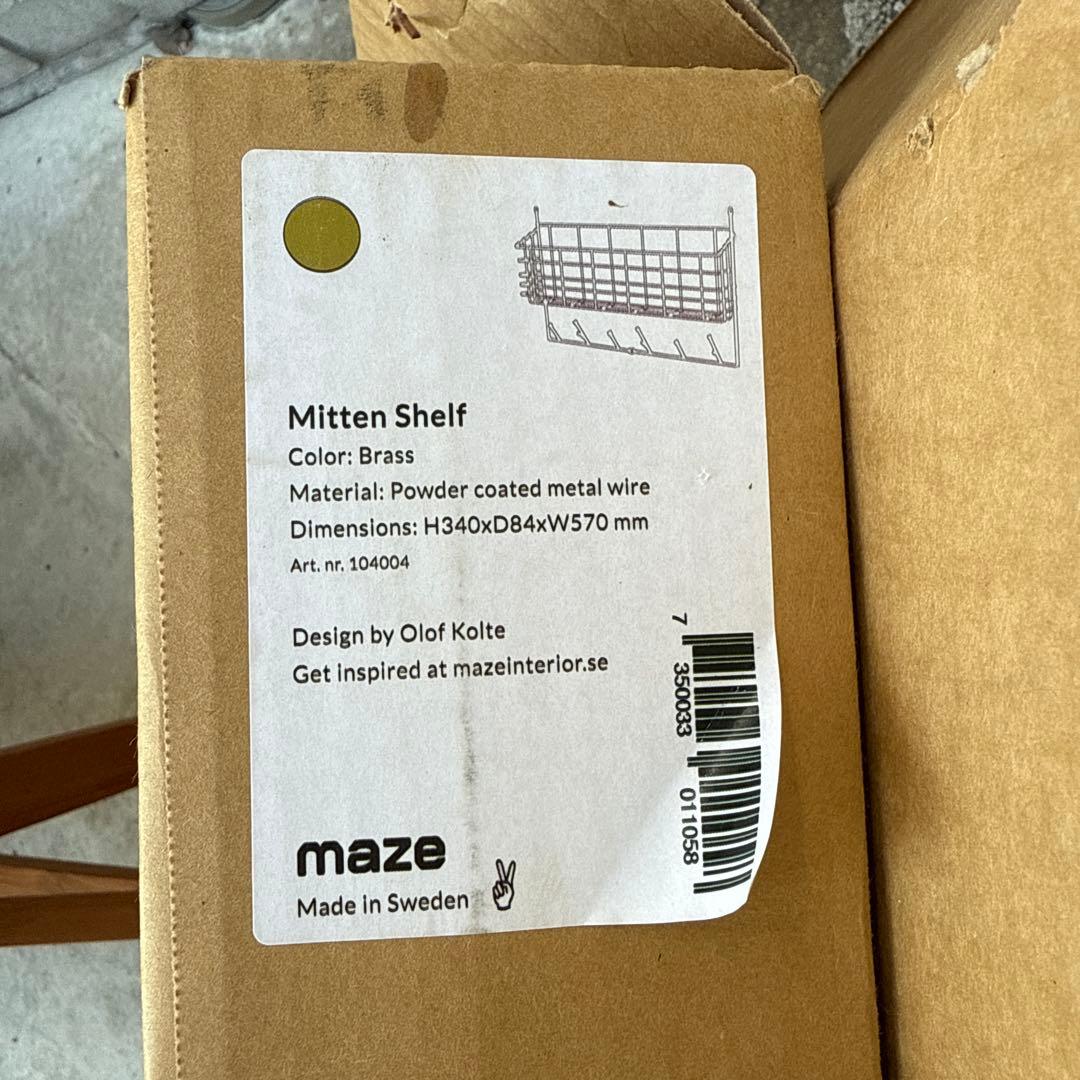 Mitten Shelf
Color: Brass
Material: Powder coated metal wire
Dimensions: H340xD84xW570 mm
Art. nr. 104004
Design by Olof Kolte
Get inspired at mazeinterior.se
7 350033 011058
maze
Made in Sweden